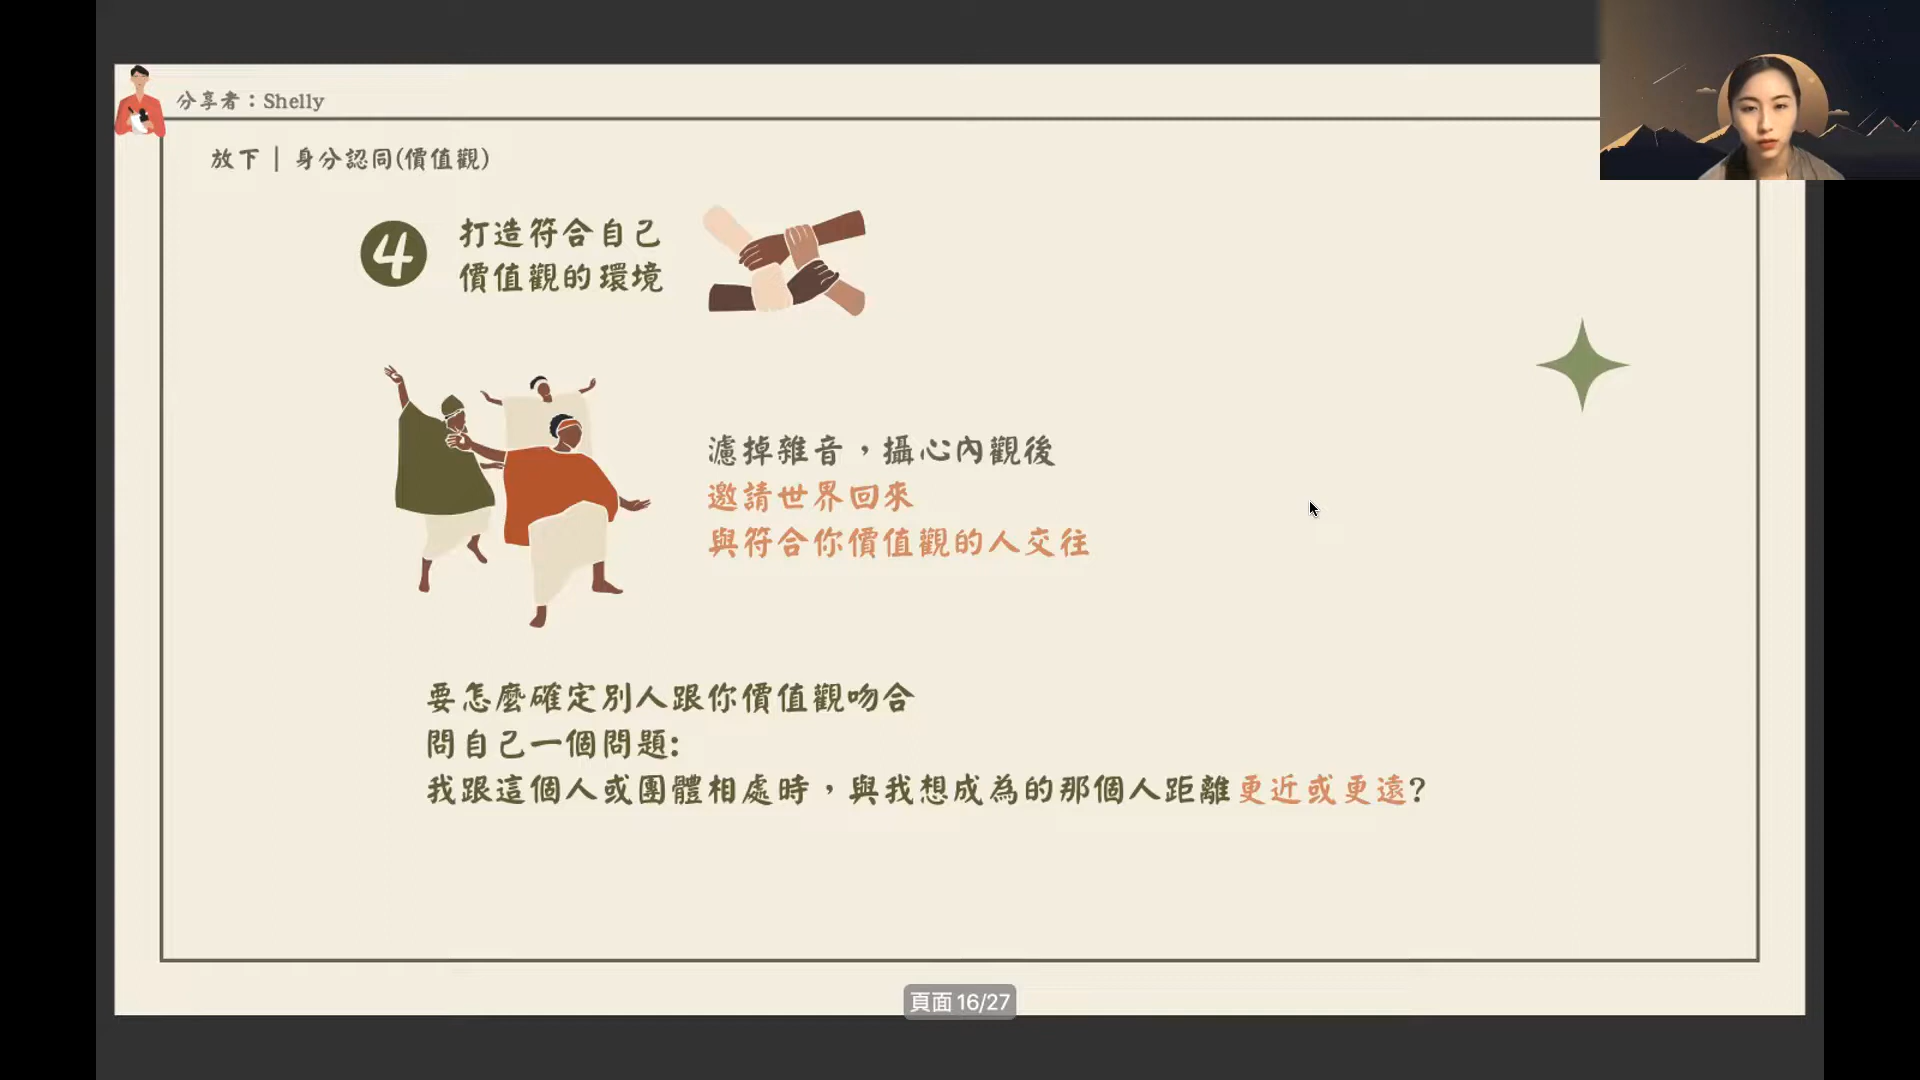 分享者：Shelly
放下｜身分認同(價值觀)
4
打造符合自己
價值觀的環境
濾掉雜音，攝心內觀後
邀請世界回來
與符合你價值觀的人交往
要怎麼確定別人跟你價值觀吻合
問自己一個問題:
我跟這個人或團體相處時，與我想成為的那個人距離更近或更遠?
頁面 16/27